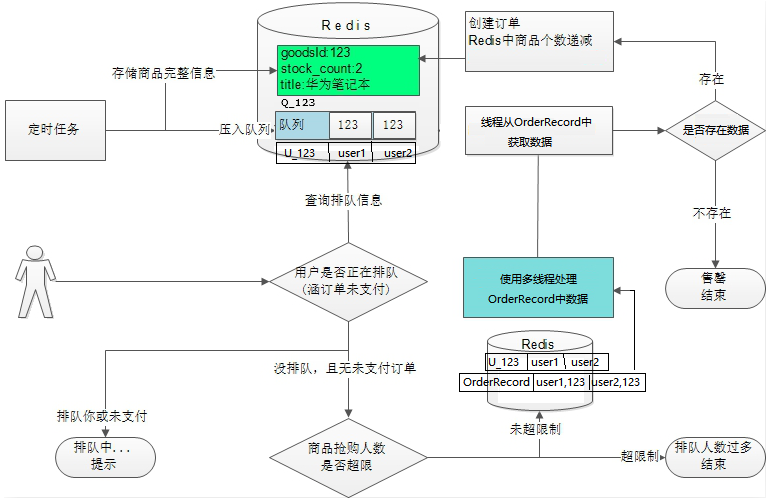 Redis
goodsId:123
stock_count:2
title:华为笔记本
Q_123
队列 123 123
U_123 user1 user2
创建订单
Redis中商品个数递减
存储商品完整信息
存在
定时任务
压入队列
线程从OrderRecord中
获取数据
是否存在数据
查询排队信息
不存在
用户是否正在排队
(涵订单未支付)
使用多线程处理
OrderRecord中数据
售罄
结束
Redis
U_123 user1 user2
OrderRecord user1,123 user2,123
没排队，且无未支付订单
排队你或未支付
未超限制
排队中...
提示
商品抢购人数
是否超限
超限制
排队人数过多
结束